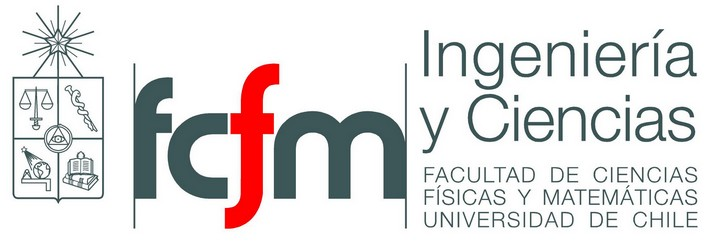 fcfm
Ingeniería
y Ciencias
FACULTAD DE CIENCIAS
FÍSICAS Y MATEMÁTICAS
UNIVERSIDAD DE CHILE